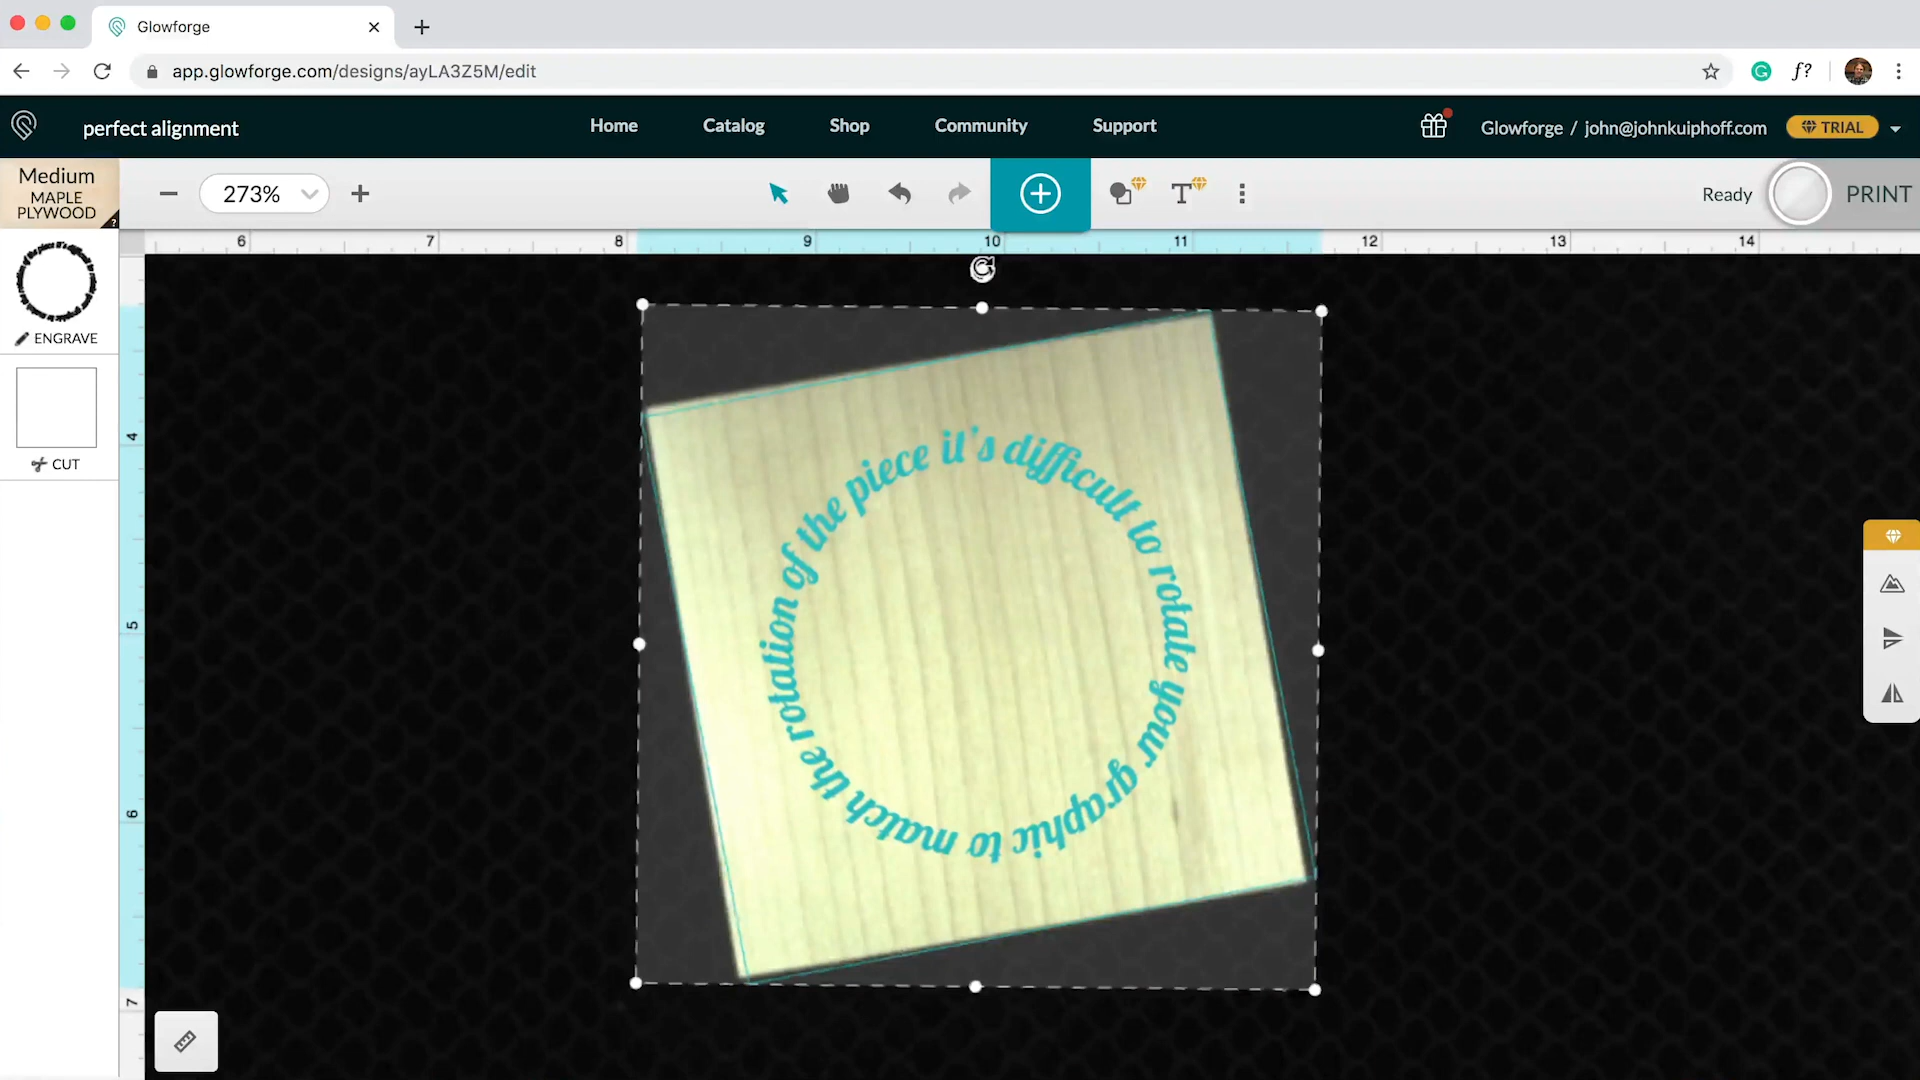 Glowforge
app.glowforge.com/designs/ayLA3Z5M/edit
f?
perfect alignment
Home
Catalog
Shop
Community
Support
Glowforge / john@johnkuiphoff.com
TRIAL
Medium
MAPLE
PLYWOOD
?
273%
T
Ready
PRINT
6 7 8 9 10 11 12 13 14
ENGRAVE
CUT
4
5
6
7
it's difficult to rotate your graphic to match the rotation of the piece